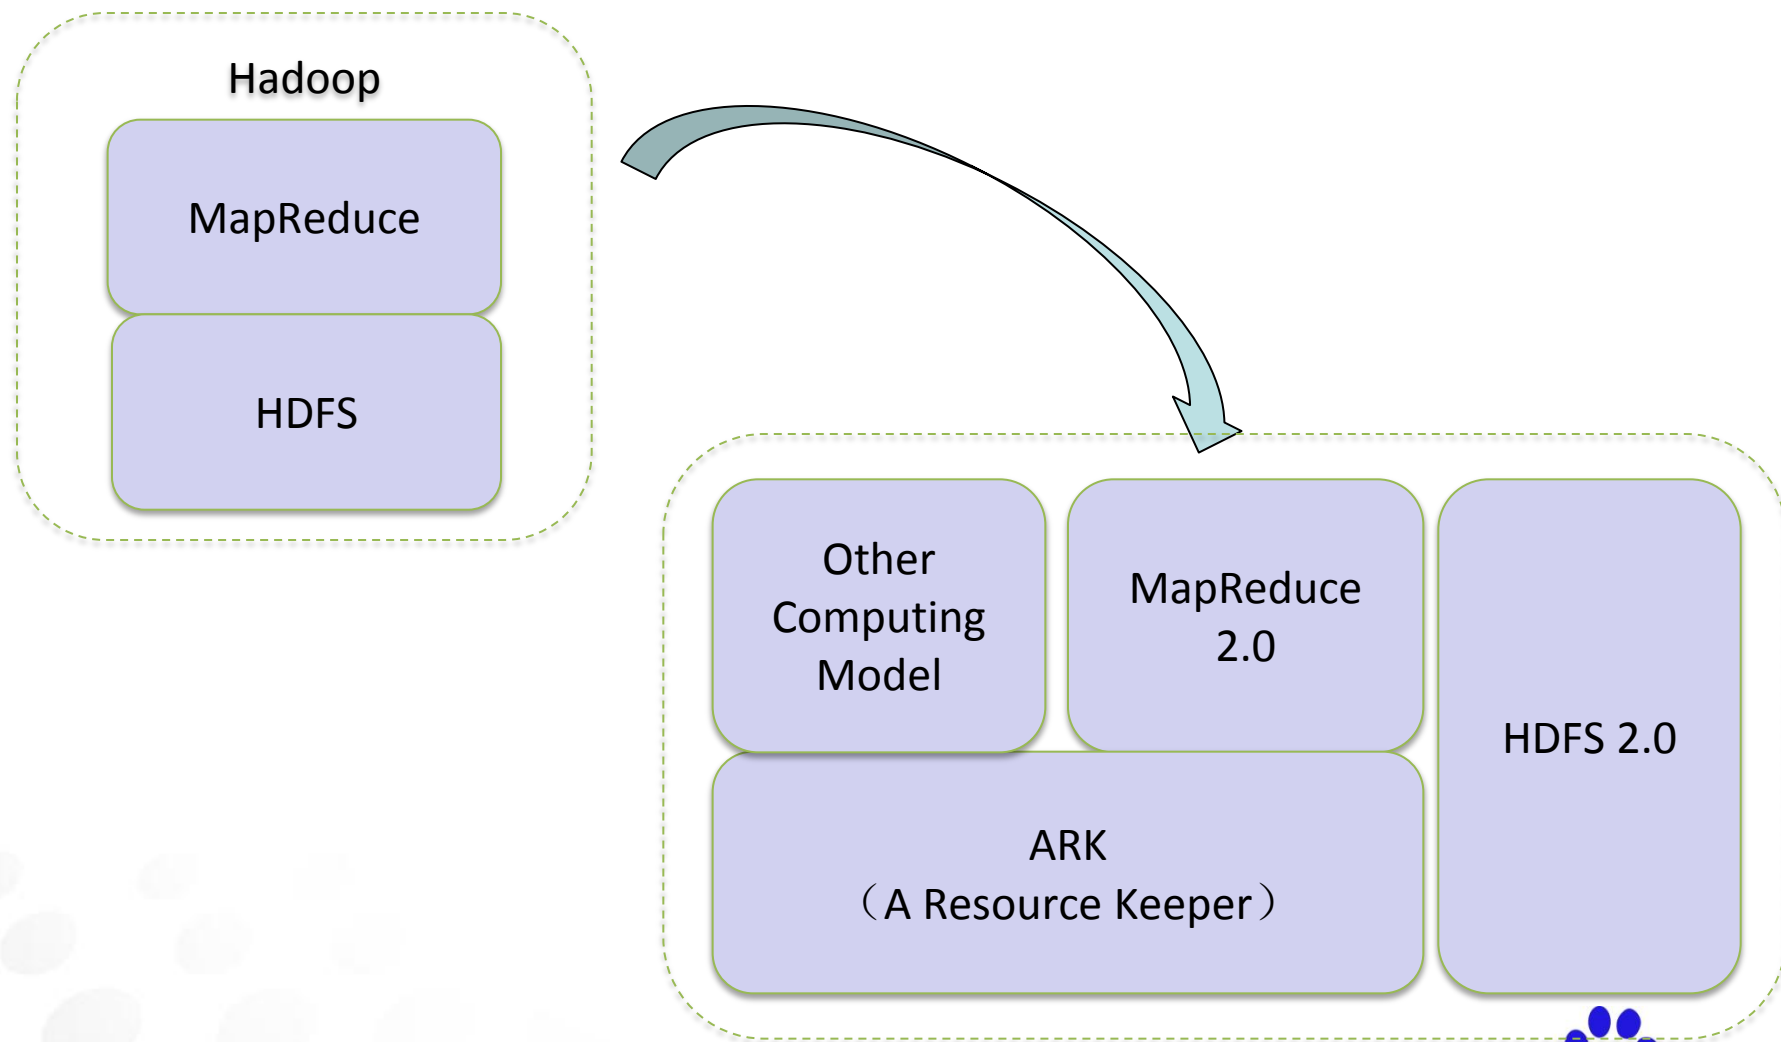 Hadoop
MapReduce
HDFS
Other
Computing
Model
MapReduce
2.0
HDFS 2.0
ARK
（A Resource Keeper）